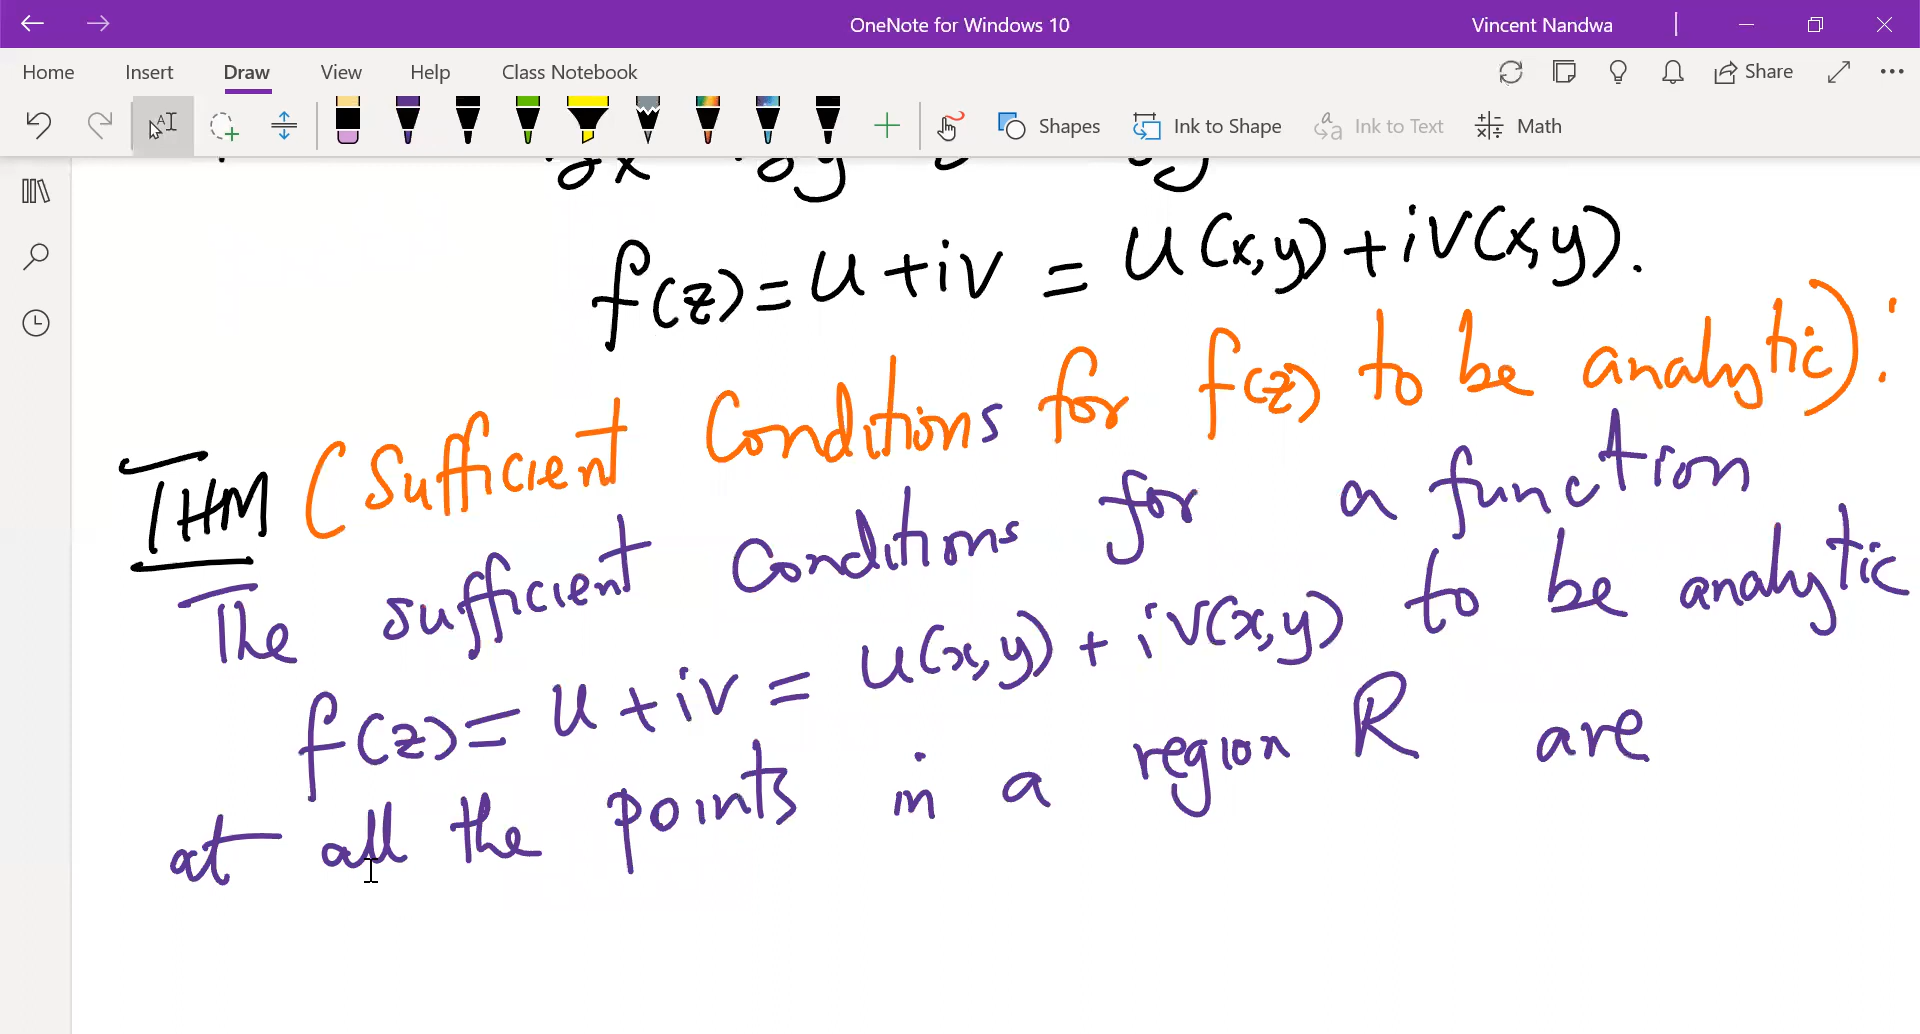 OneNote for Windows 10
Vincent Nandwa
Home Insert Draw View Help Class Notebook Share
Shapes Ink to Shape Ink to Text Math
f(z) = u + iv = u(x,y) + iv(x,y).
THM (Sufficient Conditions for f(z) to be analytic):
The sufficient Conditions for a function
f(z) = u + iv = u(x,y) + iv(x,y) to be analytic
at all the points in a region R are